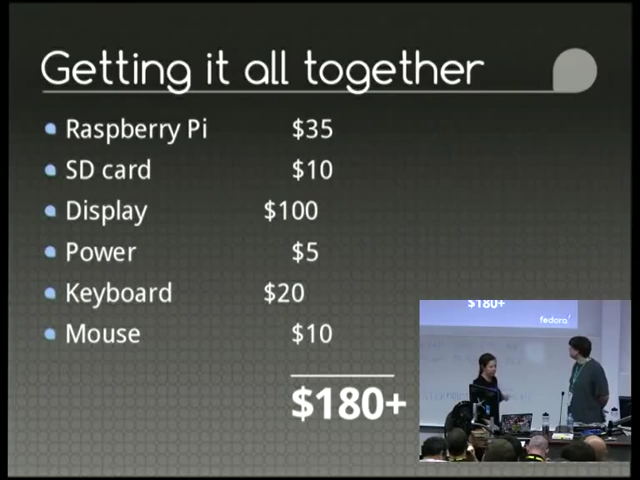 Getting it all together
Raspberry Pi $35
SD card $10
Display $100
Power $5
Keyboard $20
Mouse $10
$180+
$180+
fedora